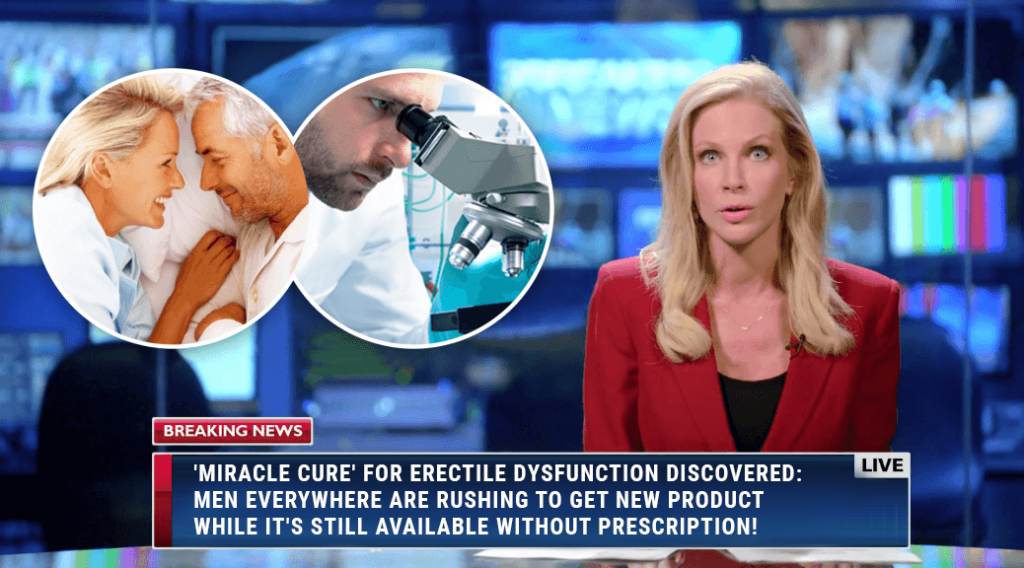 BREAKING NEWS
LIVE
'MIRACLE CURE' FOR ERECTILE DYSFUNCTION DISCOVERED:
MEN EVERYWHERE ARE RUSHING TO GET NEW PRODUCT
WHILE IT'S STILL AVAILABLE WITHOUT PRESCRIPTION!